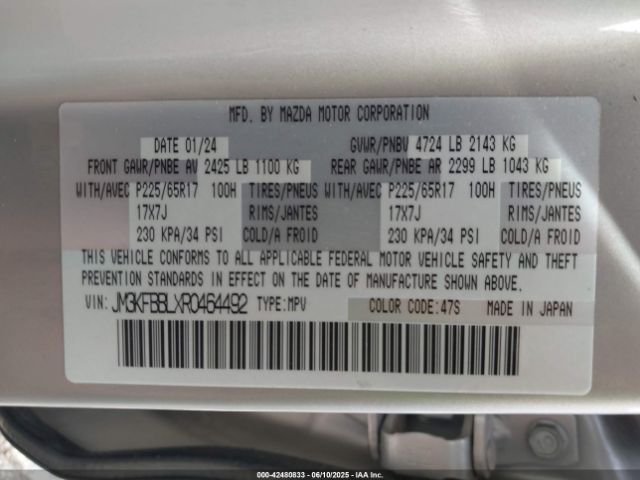 MFD. BY MAZDA MOTOR CORPORATION
DATE 01/24 GVWR/PNBV 4724 LB 2143 KG
FRONT GAWR/PNBE AV 2425 LB 1100 KG REAR GAWR/PNBE AR 2299 LB 1043 KG
WITH/AVEC P225/65R17 100H TIRES/PNEUS WITH/AVEC P225/65R17 100H TIRES/PNEUS
17X7J RIMS/JANTES 17X7J RIMS/JANTES
230 KPA/34 PSI COLD/A FROID 230 KPA/34 PSI COLD/A FROID
THIS VEHICLE CONFORMS TO ALL APPLICABLE FEDERAL MOTOR VEHICLE SAFETY AND THEFT
PREVENTION STANDARDS IN EFFECT ON THE DATE OF MANUFACTURE SHOWN ABOVE.
VIN: JM3KFBBLXR0464492 TYPE:MPV COLOR CODE:47S MADE IN JAPAN
000-42480833 - 06/10/2025 - IAA Inc.